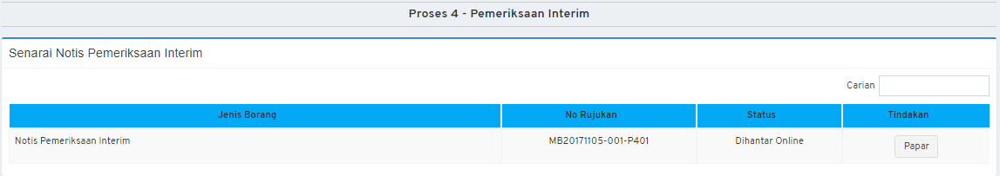 Proses 4 - Pemeriksaan Interim
Senarai Notis Pemeriksaan Interim
Carian
Jenis Borang No Rujukan Status Tindakan
Notis Pemeriksaan Interim MB20171105-001-P401 Dihantar Online Papar